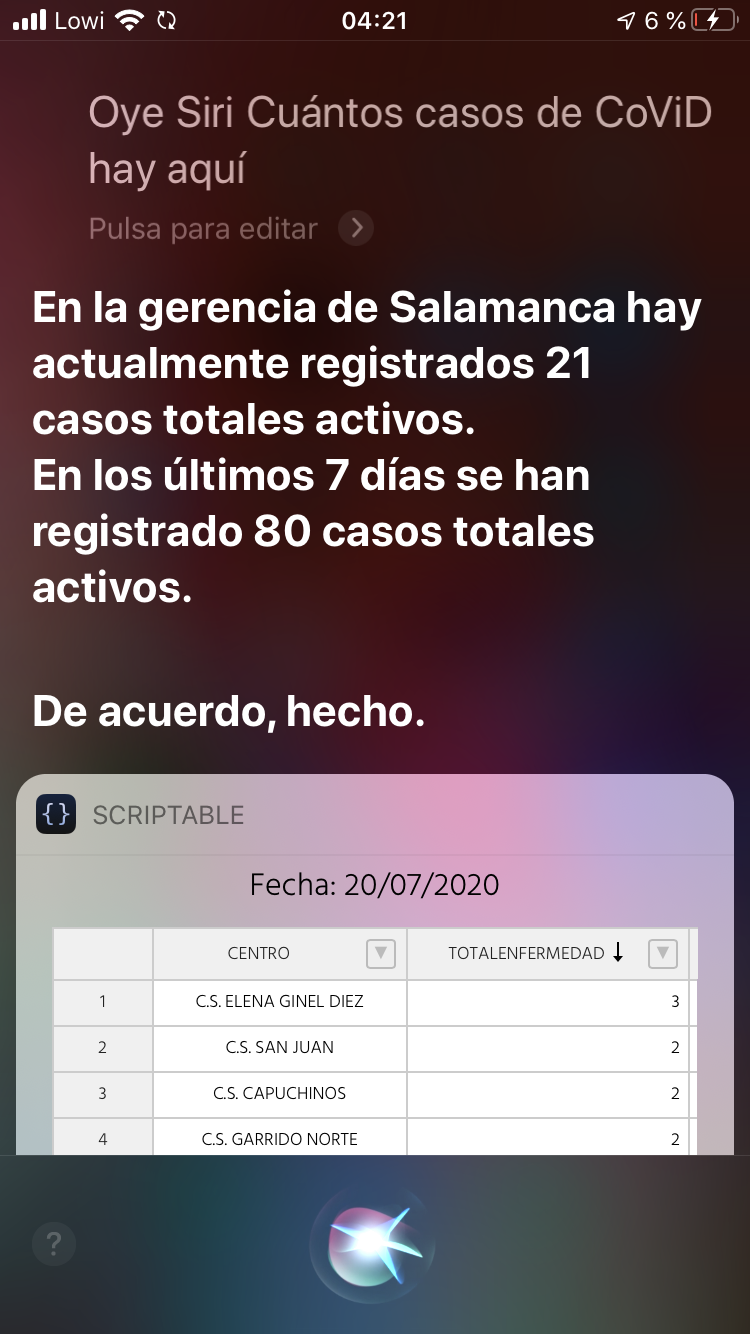 Lowi 04:21 6 %
Oye Siri Cuántos casos de CoViD
hay aquí
Pulsa para editar
En la gerencia de Salamanca hay
actualmente registrados 21
casos totales activos.
En los últimos 7 días se han
registrado 80 casos totales
activos.
De acuerdo, hecho.
{} SCRIPTABLE
Fecha: 20/07/2020
CENTRO TOTALENFERMEDAD
1 C.S. ELENA GINEL DIEZ 3
2 C.S. SAN JUAN 2
3 C.S. CAPUCHINOS 2
4 C.S. GARRIDO NORTE 2
?